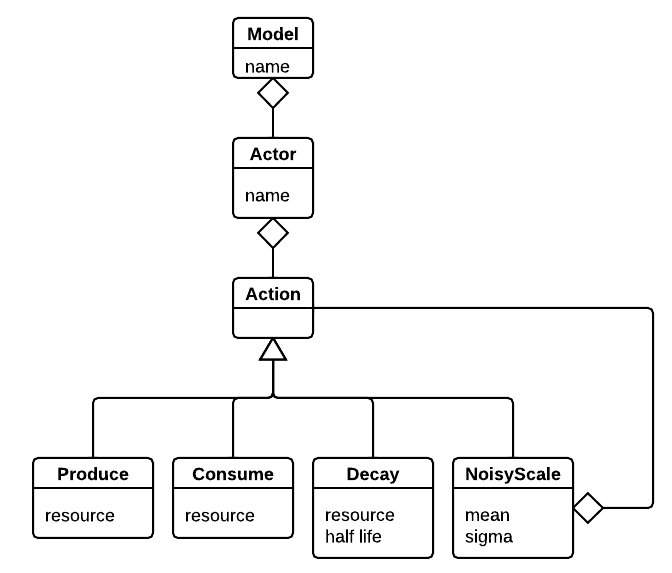 Model
name
Actor
name
Action
Produce
resource
Consume
resource
Decay
resource
half life
NoisyScale
mean
sigma